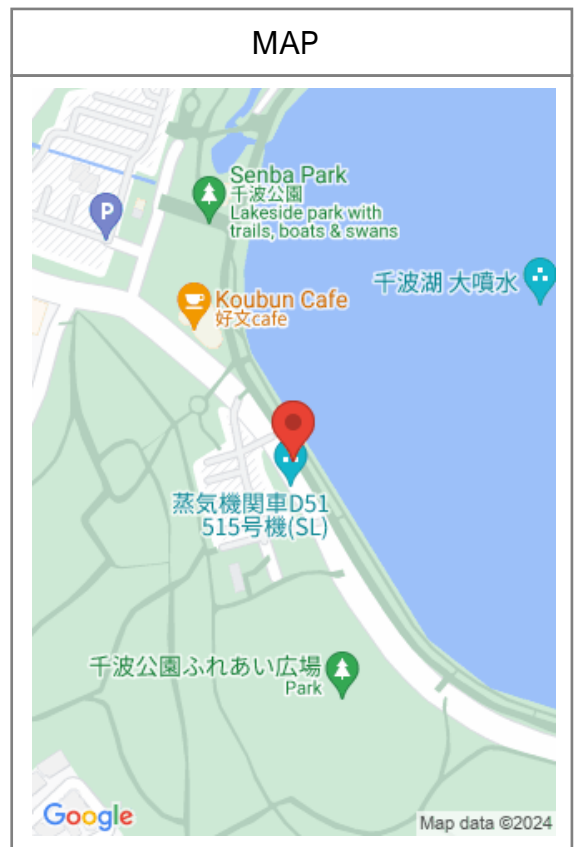 MAP
Senba Park
千波公園
Lakeside park with
trails, boats & swans
P
千波湖 大噴水
Koubun Cafe
好文cafe
蒸気機関車D51
515号機(SL)
千波公園ふれあい広場
Park
Google
Map data ©2024